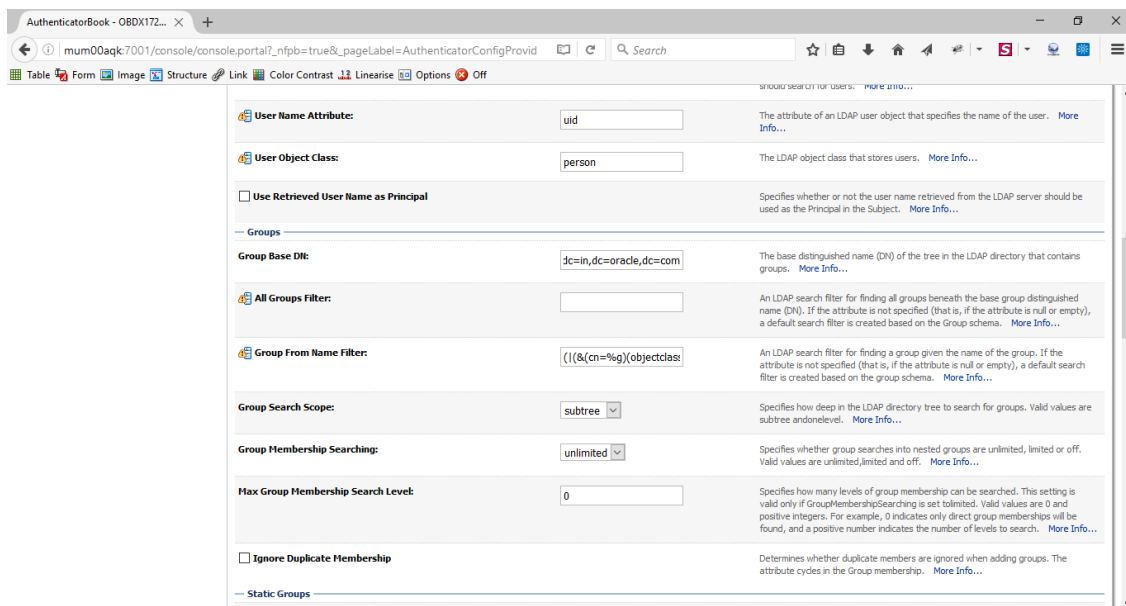 AuthenticatorBook - OBDX172...
mum00aqk:7001/console/console.portal?_nfpb=true&_pageLabel=AuthenticatorConfigProvid
Search
Table Form Image Structure Link Color Contrast Linearise Options Off
should search for users. More Info...
User Name Attribute:
uid
The attribute of an LDAP user object that specifies the name of the user. More
Info...
User Object Class:
person
The LDAP object class that stores users. More Info...
Use Retrieved User Name as Principal
Specifies whether or not the user name retrieved from the LDAP server should be
used as the Principal in the Subject. More Info...
Groups
Group Base DN:
dc=in,dc=oracle,dc=com
The base distinguished name (DN) of the tree in the LDAP directory that contains
groups. More Info...
All Groups Filter:
An LDAP search filter for finding all groups beneath the base group distinguished
name (DN). If the attribute is not specified (that is, if the attribute is null or empty),
a default search filter is created based on the Group schema. More Info...
Group From Name Filter:
(|(&(cn=%g)(objectclass
An LDAP search filter for finding a group given the name of the group. If the
attribute is not specified (that is, if the attribute is null or empty), a default search
filter is created based on the group schema. More Info...
Group Search Scope:
subtree
Specifies how deep in the LDAP directory tree to search for groups. Valid values are
subtree andonelevel. More Info...
Group Membership Searching:
unlimited
Specifies whether group searches into nested groups are unlimited, limited or off.
Valid values are unlimited,limited and off. More Info...
Max Group Membership Search Level:
0
Specifies how many levels of group membership can be searched. This setting is
valid only if GroupMembershipSearching is set tolimited. Valid values are 0 and
positive integers. For example, 0 indicates only direct group memberships will be
found, and a positive number indicates the number of levels to search. More Info...
Ignore Duplicate Membership
Determines whether duplicate members are ignored when adding groups. The
attribute cycles in the Group membership. More Info...
Static Groups